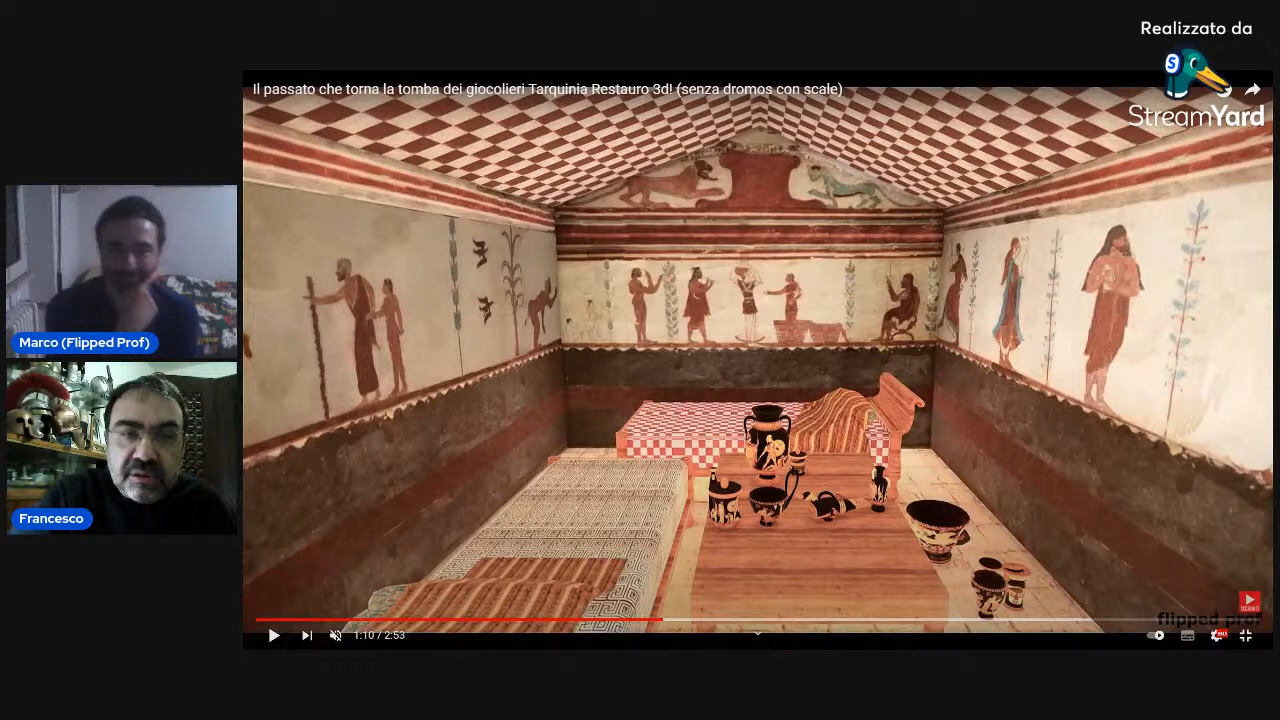 Realizzato da
StreamYard
Il passato che torna la tomba dei giocolieri Tarquinia Restauro 3d! (senza dromos con scale)
Marco (Flipped Prof)
Francesco
flipped prof
1:10 / 2:53
HD